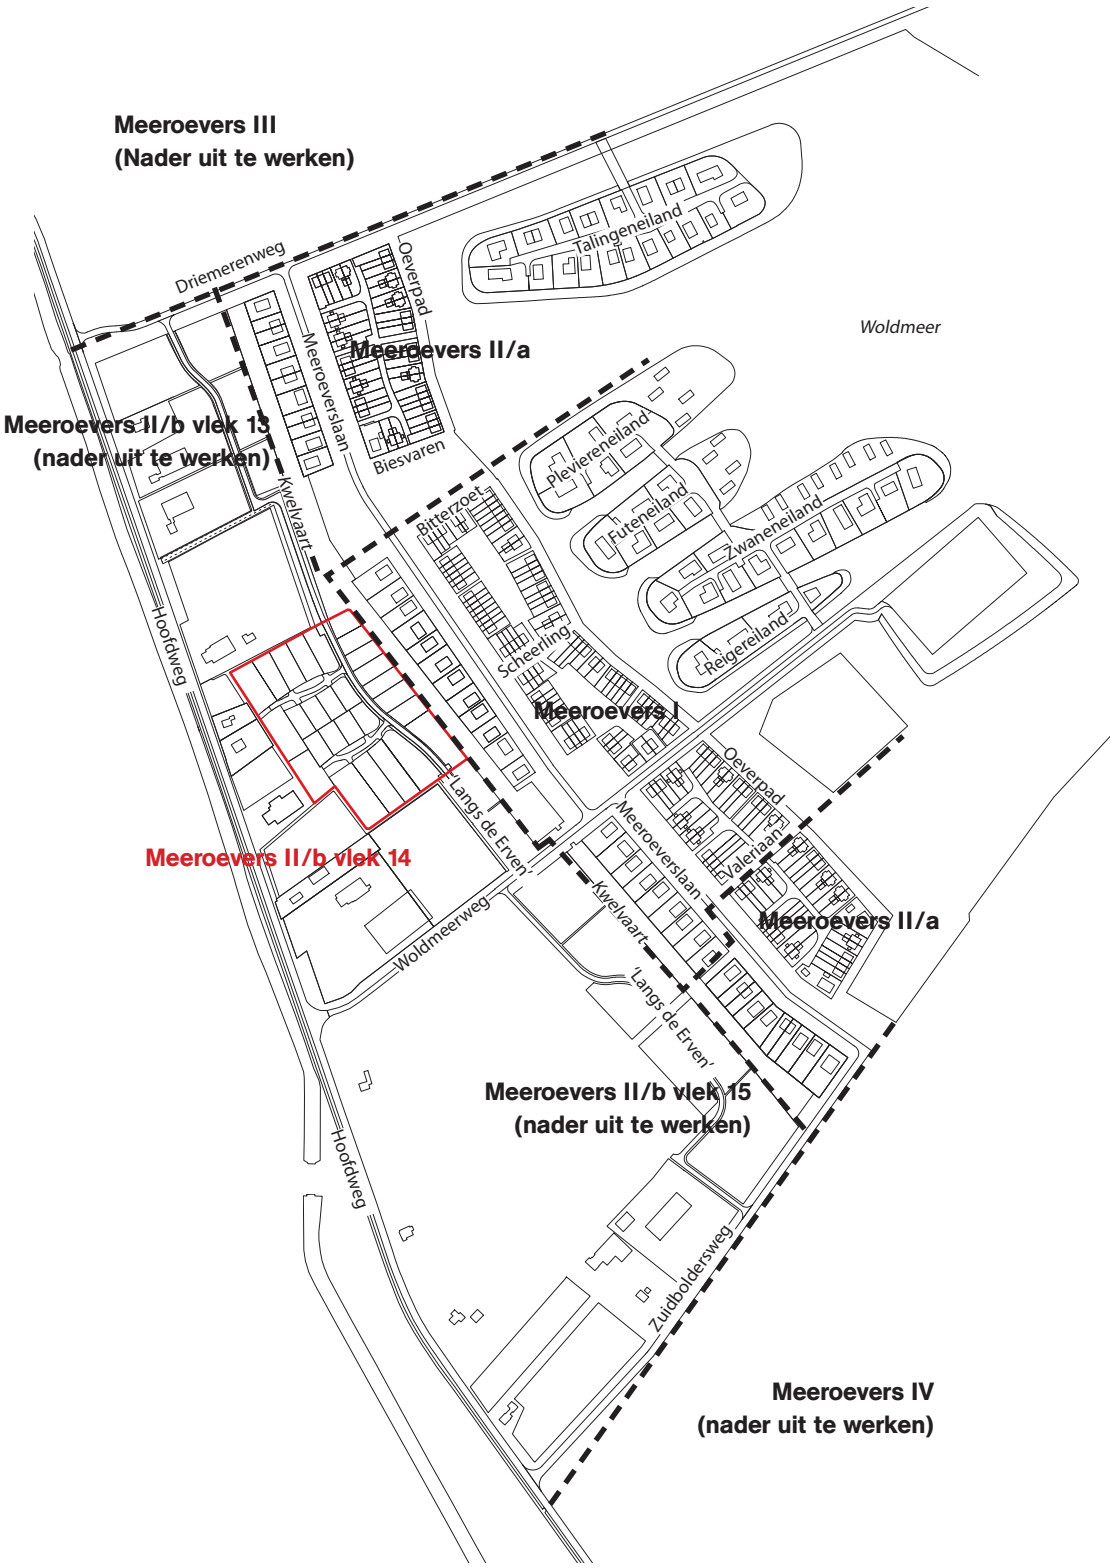 Meeroevers III
(Nader uit te werken)
Driemerenweg
Oeverpad
Talingeneiland
Woldmeer
Meeroeverslaan
Meeroevers II/a
Meeroevers II/b vlek 13
(nader uit te werken)
Biesvaren
Kwelvaart
Pleviereneiland
Bitterzoet
Futeneiland
Zwaneneiland
Hoofdweg
Scheerling
Reigereiland
Meeroevers I
Oeverpad
'Langs de Erven'
Meeroeverslaan
Valeriaan
Meeroevers II/b vlek 14
Kwelvaart
Meeroevers II/a
Woldmeerweg
'Langs de Erven'
Meeroevers II/b vlek 15
(nader uit te werken)
Hoofdweg
Zuidboldersweg
Meeroevers IV
(nader uit te werken)